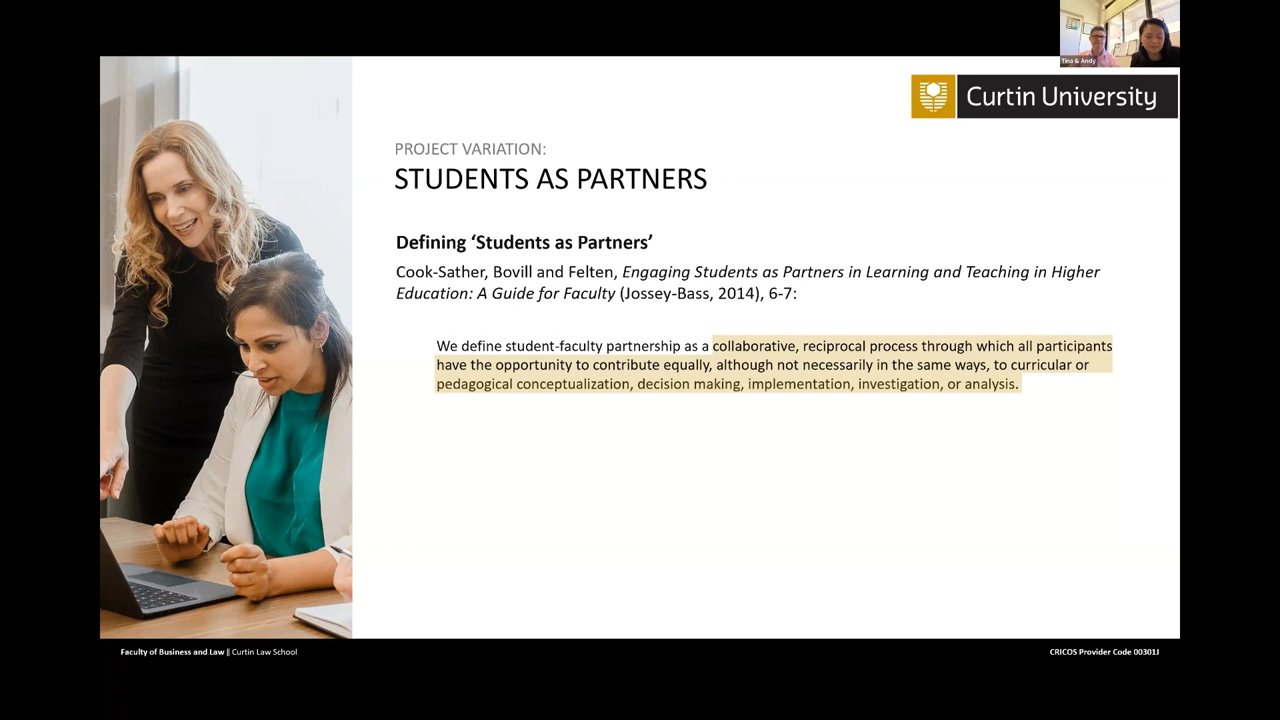 Tina & Andy
Curtin University
PROJECT VARIATION:
STUDENTS AS PARTNERS
Defining ‘Students as Partners’
Cook-Sather, Bovill and Felten, Engaging Students as Partners in Learning and Teaching in Higher
Education: A Guide for Faculty (Jossey-Bass, 2014), 6-7:
We define student-faculty partnership as a collaborative, reciprocal process through which all participants
have the opportunity to contribute equally, although not necessarily in the same ways, to curricular or
pedagogical conceptualization, decision making, implementation, investigation, or analysis.
Faculty of Business and Law || Curtin Law School
CRICOS Provider Code 00301J